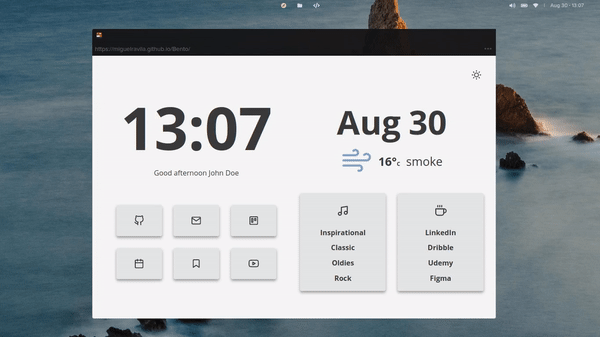 Aug 30 - 13:07
https://migueravila.github.io/Bento/
13:07
Good afternoon John Doe
Aug 30
16°c smoke
Inspirational
Classic
Oldies
Rock
LinkedIn
Dribble
Udemy
Figma